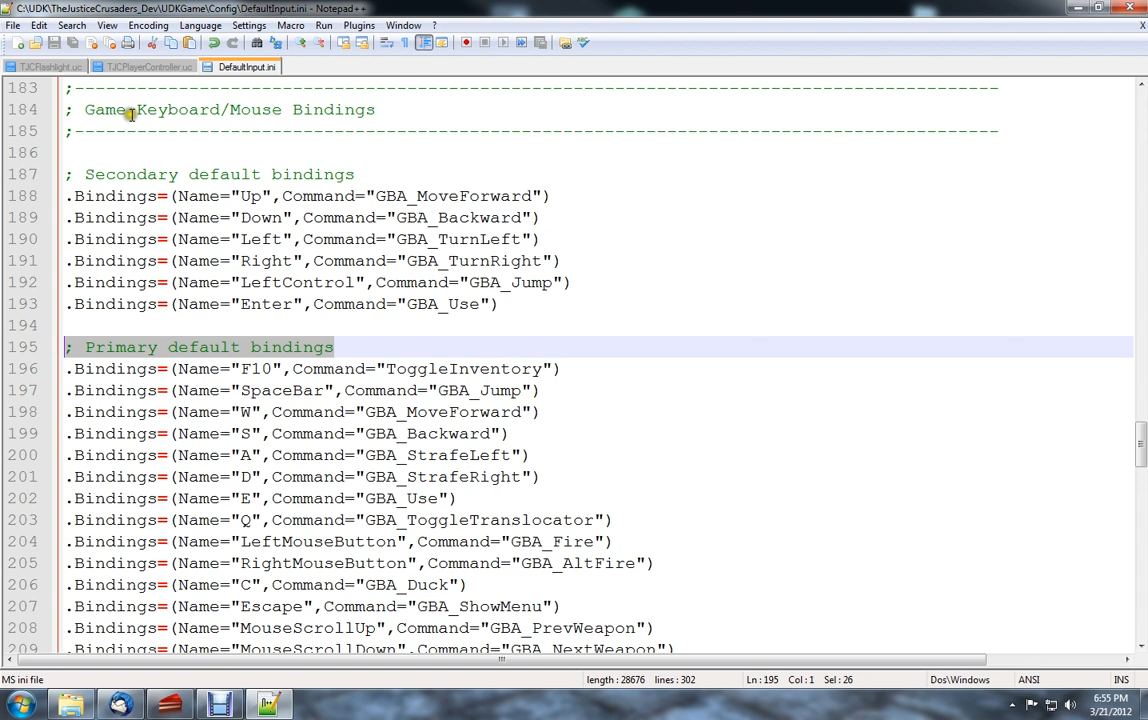 C:\UDK\TheJusticeCrusaders_Dev\UDKGame\Config\DefaultInput.ini - Notepad++
File Edit Search View Encoding Language Settings Macro Run Plugins Window ? X
TJCFlashlight.uc TJCPlayerController.uc DefaultInput.ini
183 ;-----------------------------------------------------------------------------------------
184 ; Game Keyboard/Mouse Bindings
185 ;-----------------------------------------------------------------------------------------
186
187 ; Secondary default bindings
188 .Bindings=(Name="Up",Command="GBA_MoveForward")
189 .Bindings=(Name="Down",Command="GBA_Backward")
190 .Bindings=(Name="Left",Command="GBA_TurnLeft")
191 .Bindings=(Name="Right",Command="GBA_TurnRight")
192 .Bindings=(Name="LeftControl",Command="GBA_Jump")
193 .Bindings=(Name="Enter",Command="GBA_Use")
194
195 ; Primary default bindings
196 .Bindings=(Name="F10",Command="ToggleInventory")
197 .Bindings=(Name="SpaceBar",Command="GBA_Jump")
198 .Bindings=(Name="W",Command="GBA_MoveForward")
199 .Bindings=(Name="S",Command="GBA_Backward")
200 .Bindings=(Name="A",Command="GBA_StrafeLeft")
201 .Bindings=(Name="D",Command="GBA_StrafeRight")
202 .Bindings=(Name="E",Command="GBA_Use")
203 .Bindings=(Name="Q",Command="GBA_ToggleTranslocator")
204 .Bindings=(Name="LeftMouseButton",Command="GBA_Fire")
205 .Bindings=(Name="RightMouseButton",Command="GBA_AltFire")
206 .Bindings=(Name="C",Command="GBA_Duck")
207 .Bindings=(Name="Escape",Command="GBA_ShowMenu")
208 .Bindings=(Name="MouseScrollUp",Command="GBA_PrevWeapon")
209 .Bindings=(Name="MouseScrollDown",Command="GBA_NextWeapon")
MS ini file length : 28676 lines : 302 Ln : 195 Col : 1 Sel : 26 Dos\Windows ANSI INS
6:55 PM
3/21/2012